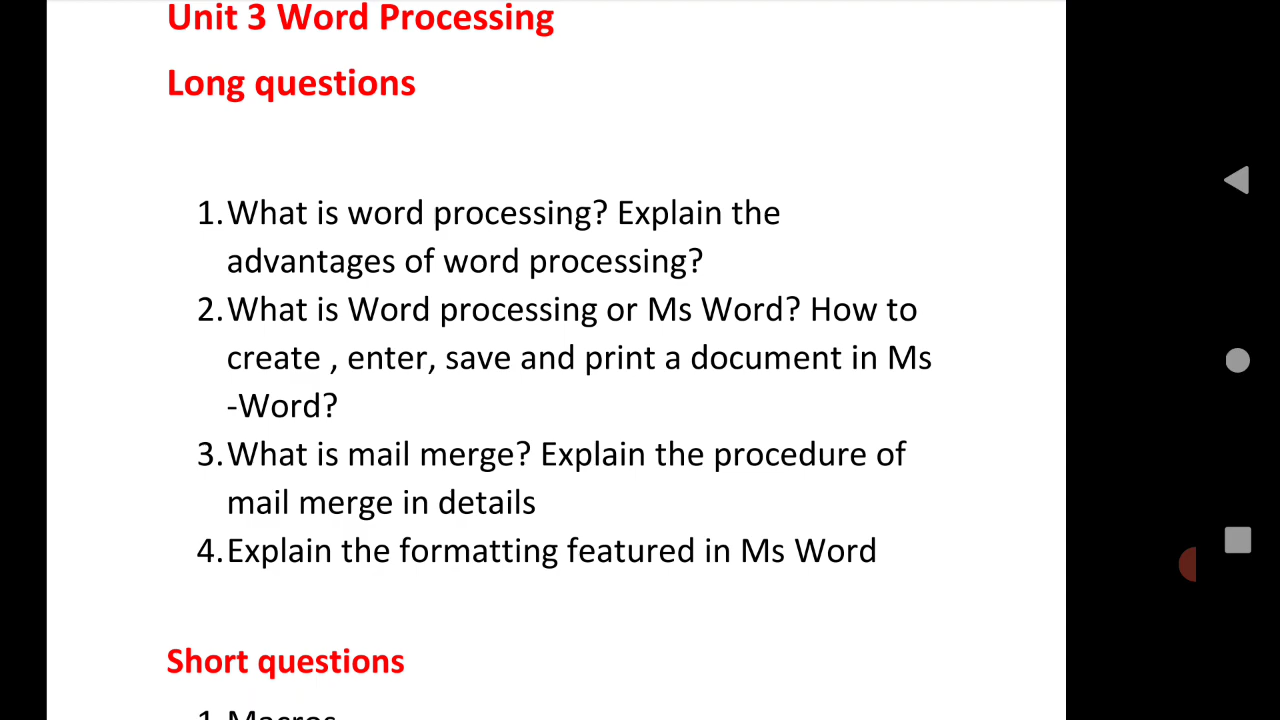 Unit 3 Word Processing
Long questions
1.What is word processing? Explain the
advantages of word processing?
2.What is Word processing or Ms Word? How to
create , enter, save and print a document in Ms
-Word?
3.What is mail merge? Explain the procedure of
mail merge in details
4.Explain the formatting featured in Ms Word
Short questions
1.Macros